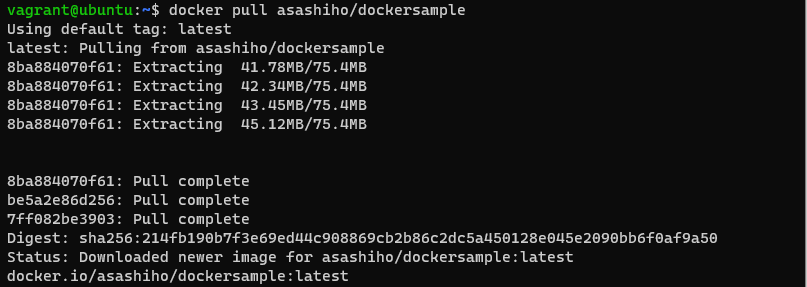 vagrant@ubuntu:~$ docker pull asashiho/dockersample
Using default tag: latest
latest: Pulling from asashiho/dockersample
8ba884070f61: Extracting  41.78MB/75.4MB
8ba884070f61: Extracting  42.34MB/75.4MB
8ba884070f61: Extracting  43.45MB/75.4MB
8ba884070f61: Extracting  45.12MB/75.4MB
8ba884070f61: Pull complete
be5a2e86d256: Pull complete
7ff082be3903: Pull complete
Digest: sha256:214fb190b7f3e69ed44c908869cb2b86c2dc5a450128e045e2090bb6f0af9a50
Status: Downloaded newer image for asashiho/dockersample:latest
docker.io/asashiho/dockersample:latest